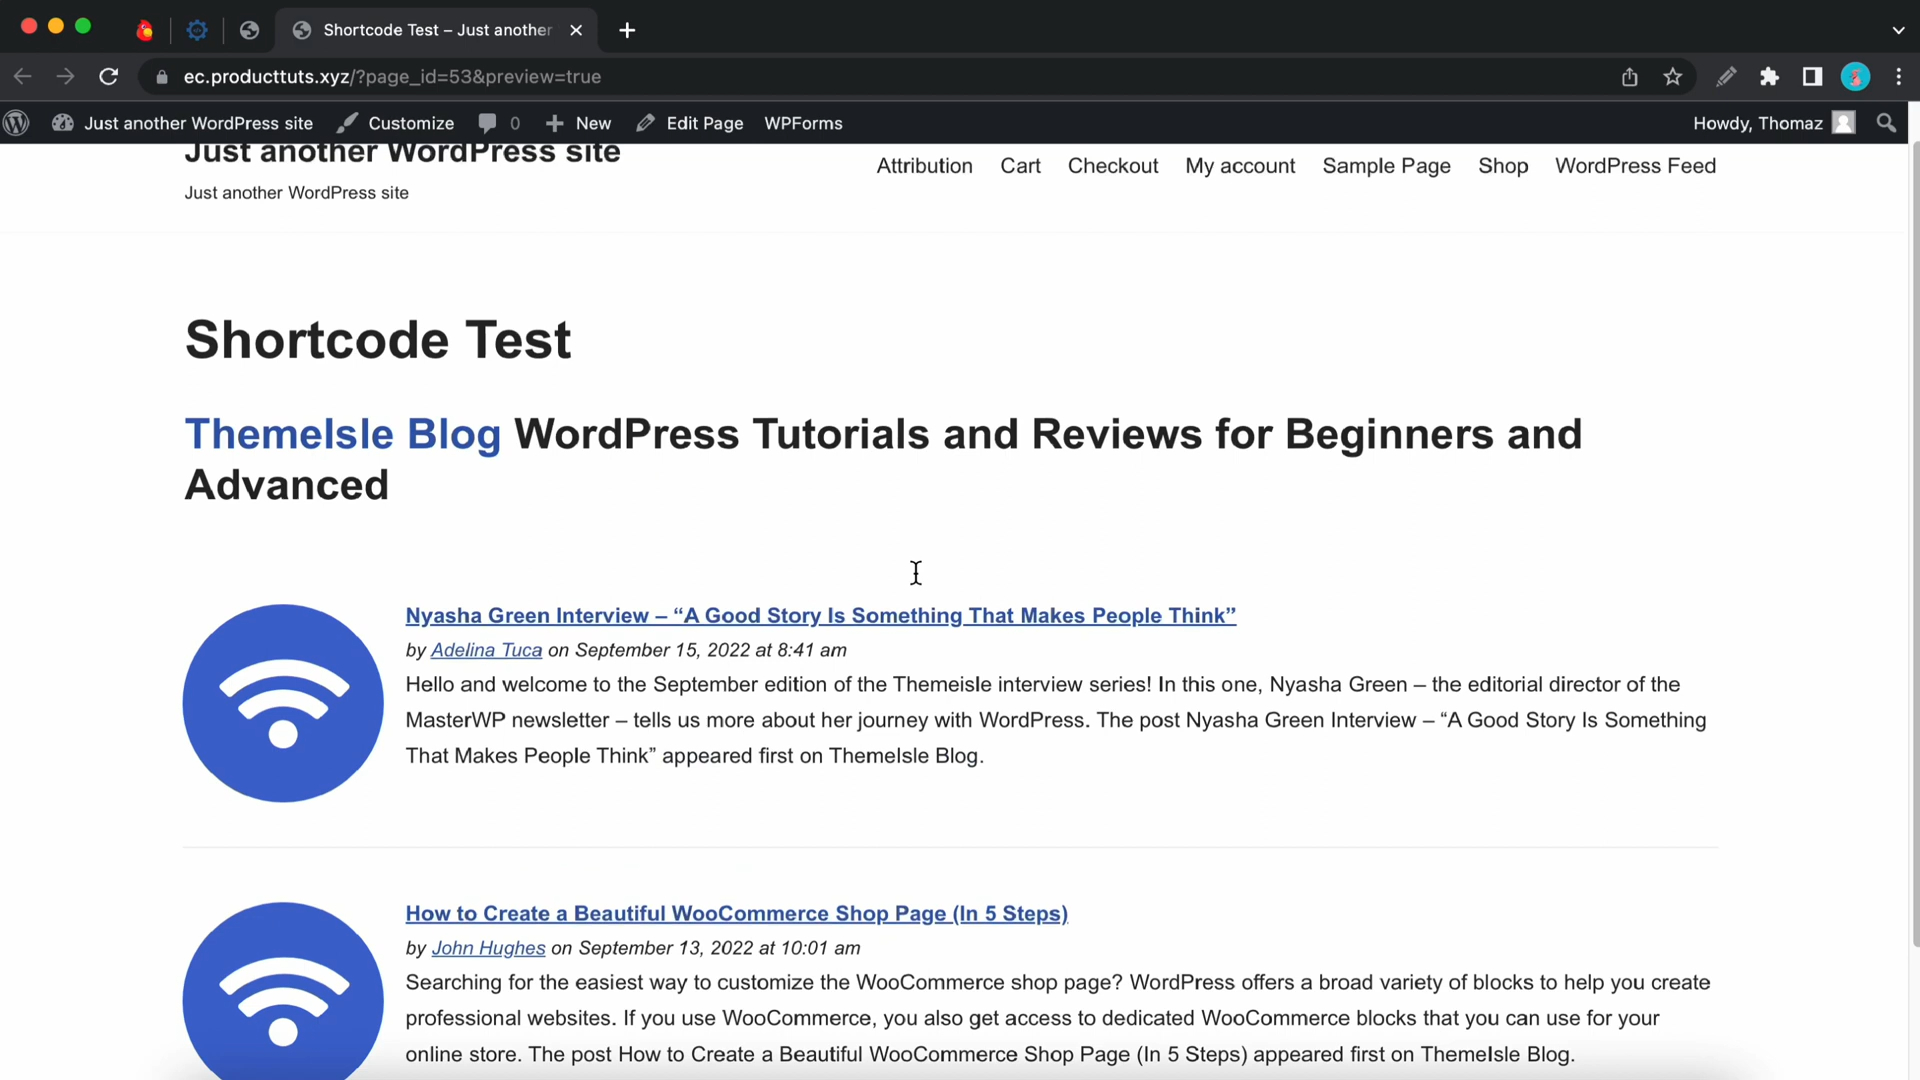 Shortcode Test – Just another
ec.producttuts.xyz/?page_id=53&preview=true
Just another WordPress site Customize 0 New Edit Page WPForms Howdy, Thomaz
Just another WordPress site
Attribution Cart Checkout My account Sample Page Shop WordPress Feed
Just another WordPress site
Shortcode Test
ThemeIsle Blog WordPress Tutorials and Reviews for Beginners and
Advanced
Nyasha Green Interview – “A Good Story Is Something That Makes People Think”
by Adelina Tuca on September 15, 2022 at 8:41 am
Hello and welcome to the September edition of the Themeisle interview series! In this one, Nyasha Green – the editorial director of the
MasterWP newsletter – tells us more about her journey with WordPress. The post Nyasha Green Interview – “A Good Story Is Something
That Makes People Think” appeared first on ThemeIsle Blog.
How to Create a Beautiful WooCommerce Shop Page (In 5 Steps)
by John Hughes on September 13, 2022 at 10:01 am
Searching for the easiest way to customize the WooCommerce shop page? WordPress offers a broad variety of blocks to help you create
professional websites. If you use WooCommerce, you also get access to dedicated WooCommerce blocks that you can use for your
online store. The post How to Create a Beautiful WooCommerce Shop Page (In 5 Steps) appeared first on ThemeIsle Blog.